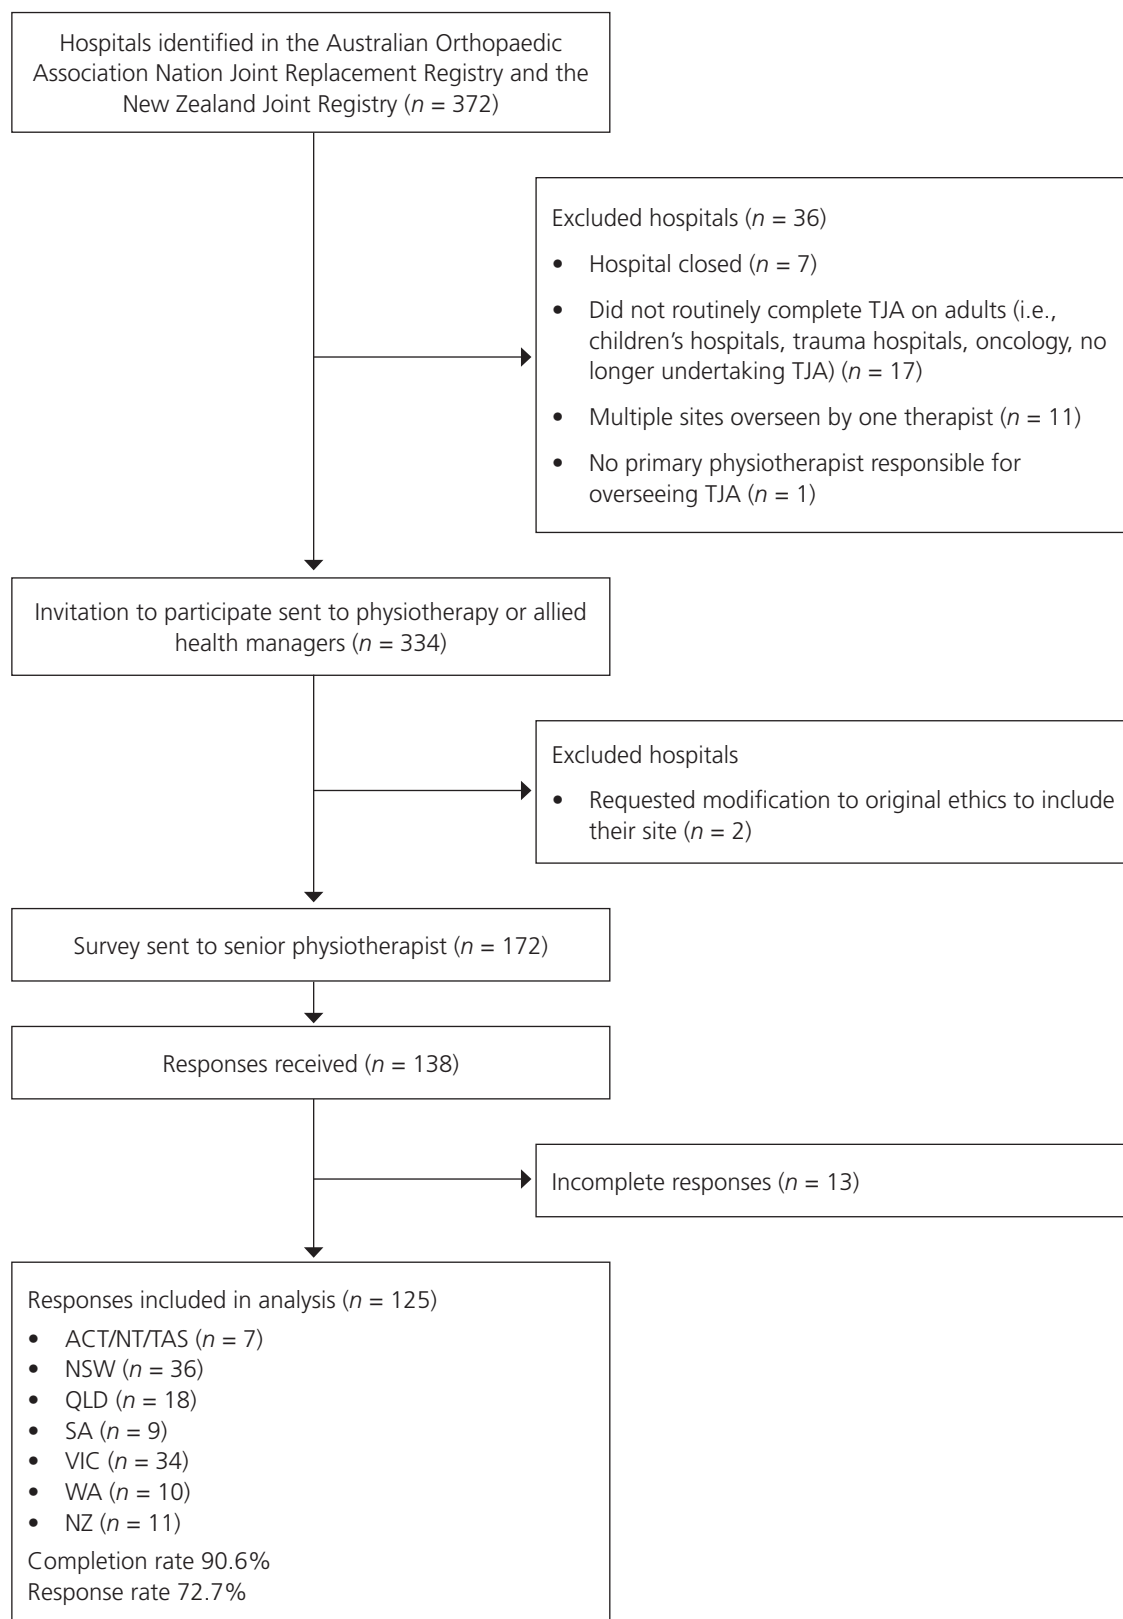 Hospitals identified in the Australian Orthopaedic
Association Nation Joint Replacement Registry and the
New Zealand Joint Registry (n = 372)
Excluded hospitals (n = 36)
• Hospital closed (n = 7)
• Did not routinely complete TJA on adults (i.e.,
children's hospitals, trauma hospitals, oncology, no
longer undertaking TJA) (n = 17)
• Multiple sites overseen by one therapist (n = 11)
• No primary physiotherapist responsible for
overseeing TJA (n = 1)
Invitation to participate sent to physiotherapy or allied
health managers (n = 334)
Excluded hospitals
• Requested modification to original ethics to include
their site (n = 2)
Survey sent to senior physiotherapist (n = 172)
Responses received (n = 138)
Incomplete responses (n = 13)
Responses included in analysis (n = 125)
• ACT/NT/TAS (n = 7)
• NSW (n = 36)
• QLD (n = 18)
• SA (n = 9)
• VIC (n = 34)
• WA (n = 10)
• NZ (n = 11)
Completion rate 90.6%
Response rate 72.7%